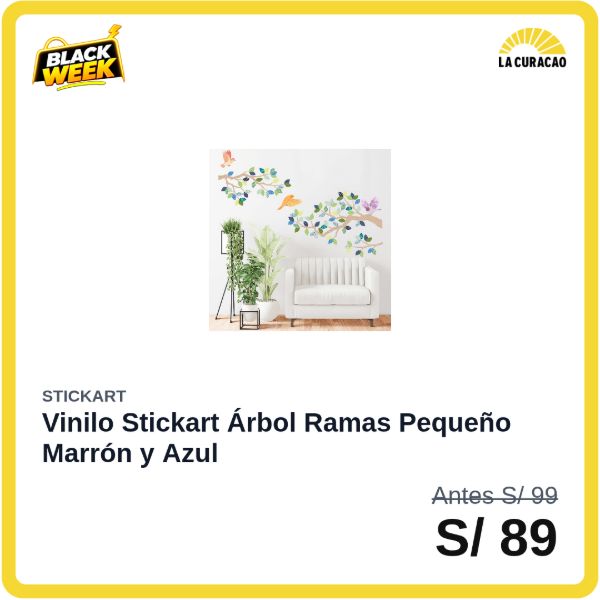 BLACK
WEEK
LA CURACAO
STICKART
Vinilo Stickart Árbol Ramas Pequeño
Marrón y Azul
Antes S/ 99
S/ 89